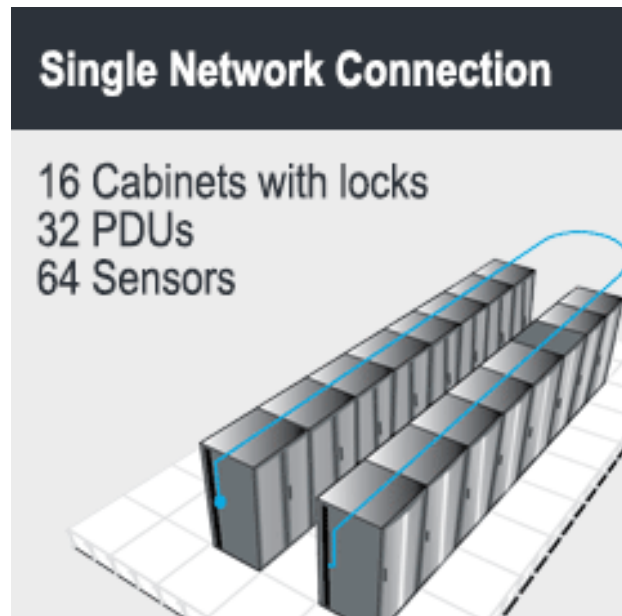 Single Network Connection
16 Cabinets with locks
32 PDUs
64 Sensors